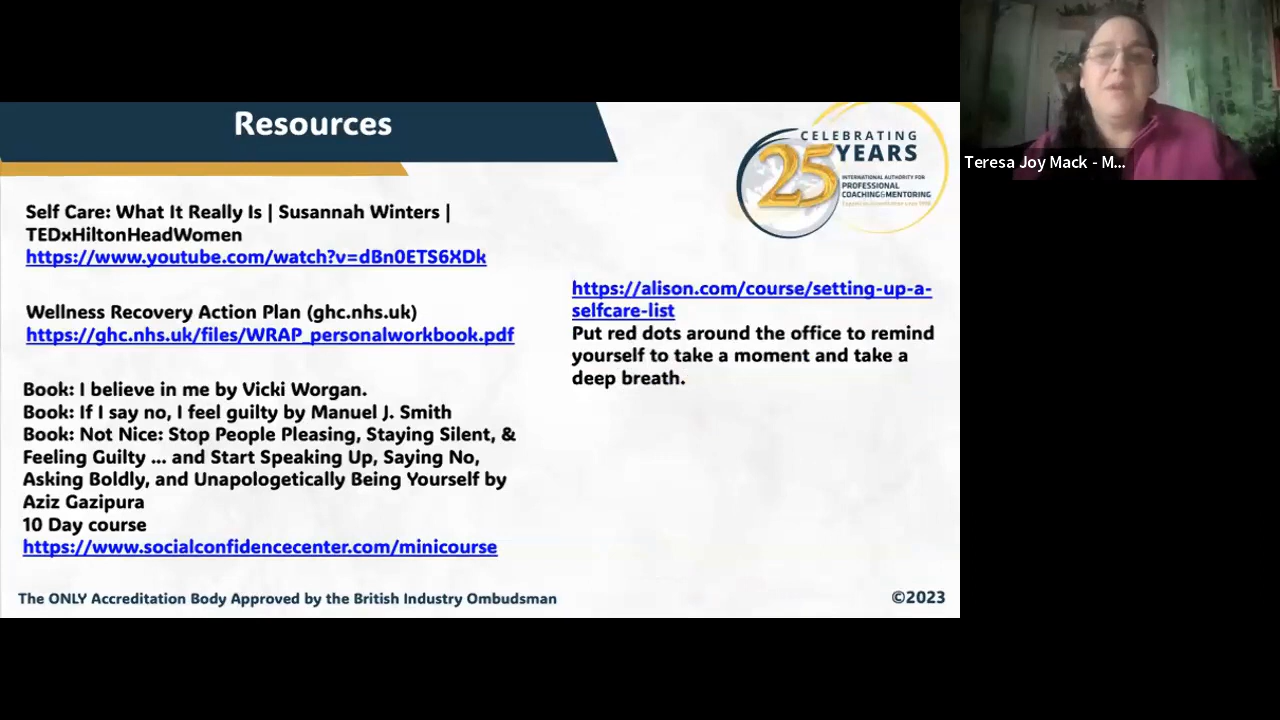 Resources
CELEBRATING
25 YEARS
INTERNATIONAL AUTHORITY FOR
PROFESSIONAL
COACHING & MENTORING
Self Care: What It Really Is | Susannah Winters |
TEDxHiltonHeadWomen
https://www.youtube.com/watch?v=dBn0ETS6XDk
Wellness Recovery Action Plan (ghc.nhs.uk)
https://ghc.nhs.uk/files/WRAP_personalworkbook.pdf
Book: I believe in me by Vicki Worgan.
Book: If I say no, I feel guilty by Manuel J. Smith
Book: Not Nice: Stop People Pleasing, Staying Silent, &
Feeling Guilty ... and Start Speaking Up, Saying No,
Asking Boldly, and Unapologetically Being Yourself by
Aziz Gazipura
10 Day course
https://www.socialconfidencecenter.com/minicourse
https://alison.com/course/setting-up-a-
selfcare-list
Put red dots around the office to remind
yourself to take a moment and take a
deep breath.
The ONLY Accreditation Body Approved by the British Industry Ombudsman
©2023
Teresa Joy Mack - M...